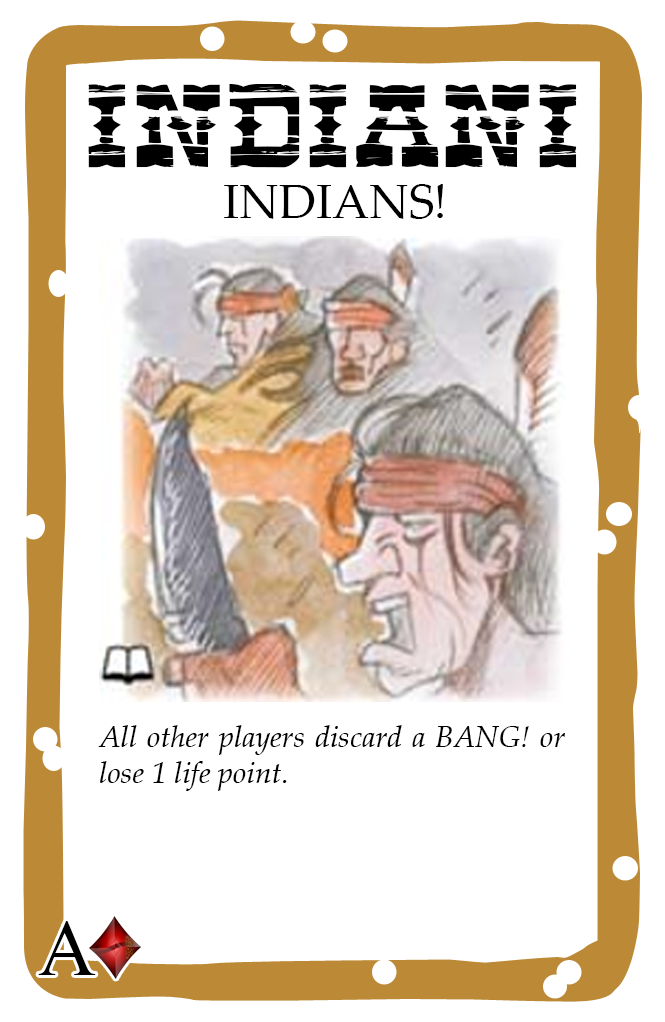 INDIANI
INDIANS!
All other players discard a BANG! or
lose 1 life point.
A